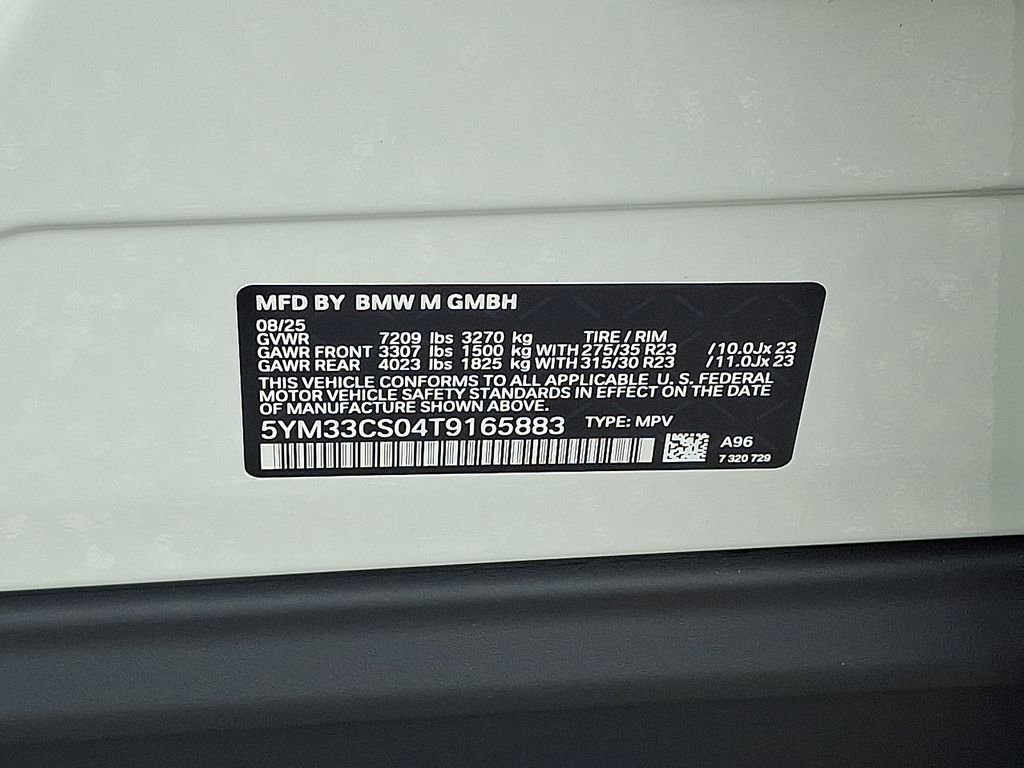 MFD BY BMW M GMBH
08/25
GVWR 7209 lbs 3270 kg TIRE / RIM
GAWR FRONT 3307 lbs 1500 kg WITH 275/35 R23 /10.0Jx 23
GAWR REAR 4023 lbs 1825 kg WITH 315/30 R23 /11.0Jx 23
THIS VEHICLE CONFORMS TO ALL APPLICABLE U. S. FEDERAL
MOTOR VEHICLE SAFETY STANDARDS IN EFFECT ON THE DATE
OF MANUFACTURE SHOWN ABOVE.
5YM33CS04T9165883 TYPE: MPV
A96
7 320 729